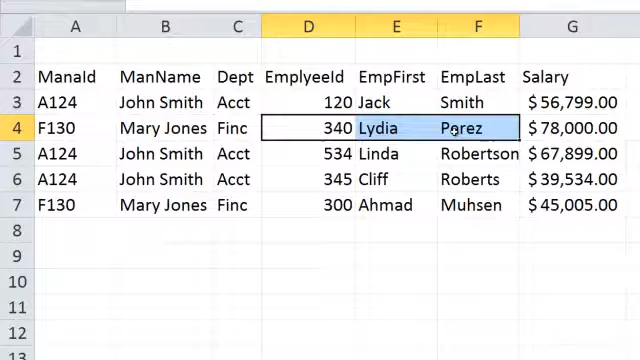 A B C D E F G
1
2 ManaId ManName Dept EmplyeeId EmpFirst EmpLast Salary
3 A124 John Smith Acct 120 Jack Smith $ 56,799.00
4 F130 Mary Jones Finc 340 Lydia Perez $ 78,000.00
5 A124 John Smith Acct 534 Linda Robertson $ 67,899.00
6 A124 John Smith Acct 345 Cliff Roberts $ 39,534.00
7 F130 Mary Jones Finc 300 Ahmad Muhsen $ 45,005.00
8
9
10
11
12
13